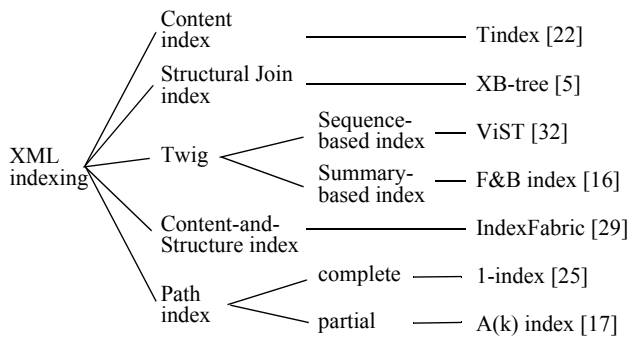 Content
index
Tindex [22]
Structural Join
index
XB-tree [5]
XML
indexing
Twig
Sequence-
based index
ViST [32]
Summary-
based index
F&B index [16]
Content-and-
Structure index
IndexFabric [29]
Path
index
complete
1-index [25]
partial
A(k) index [17]